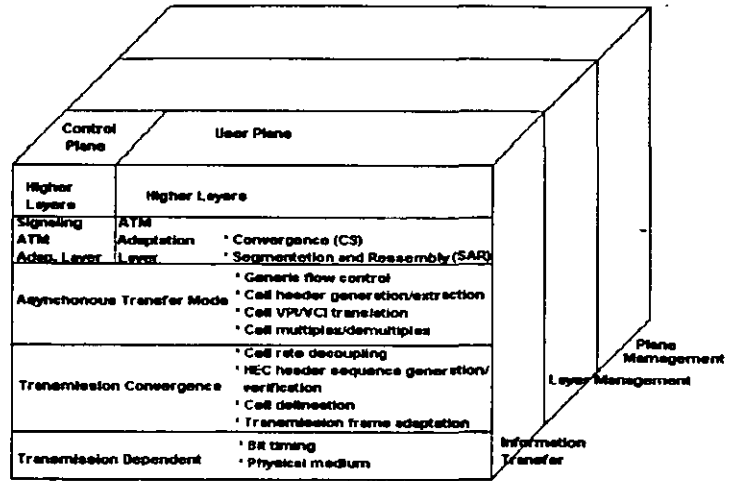 Control
Plane
User Plane
Higher
Layers
Higher Layers
Signaling
ATM
Adap. Layer
ATM
Adaptation
Layer
* Convergence (CS)
* Segmentation and Reassembly (SAR)
Asynchonous Transfer Mode
* Generic flow control
* Cell header generation/extraction
* Cell VPI/VCI translation
* Cell multiplex/demultiplex
Transmission Convergence
* Cell rate decoupling
* HEC header sequence generation/
verification
* Cell delineation
* Transmission frame adaptation
Transmission Dependent
* Bit timing
* Physical medium
Plane
Mamagement
Layer Management
Information
Transfer